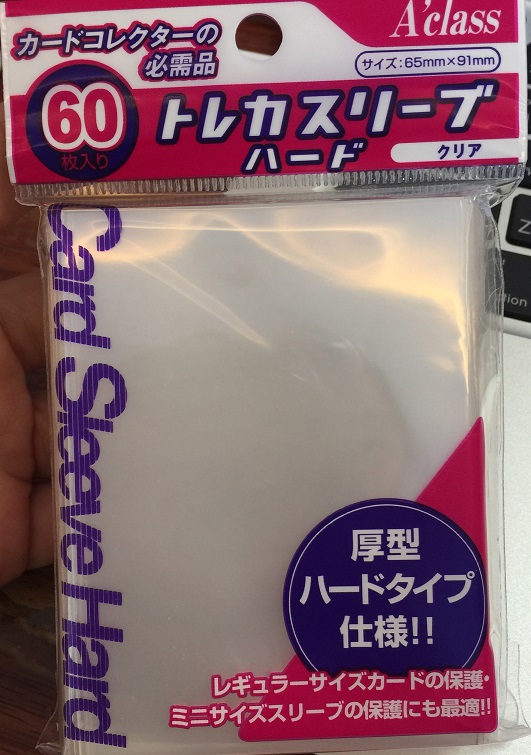 カードコレクターの
必需品
A'class
サイズ:65mm×91mm
60
枚入り
トレカスリーブ
ハード
クリア
Card Sleeve Hard
厚型
ハードタイプ
仕様!!
レギュラーサイズカードの保護・
ミニサイズスリーブの保護にも最適!!
Z